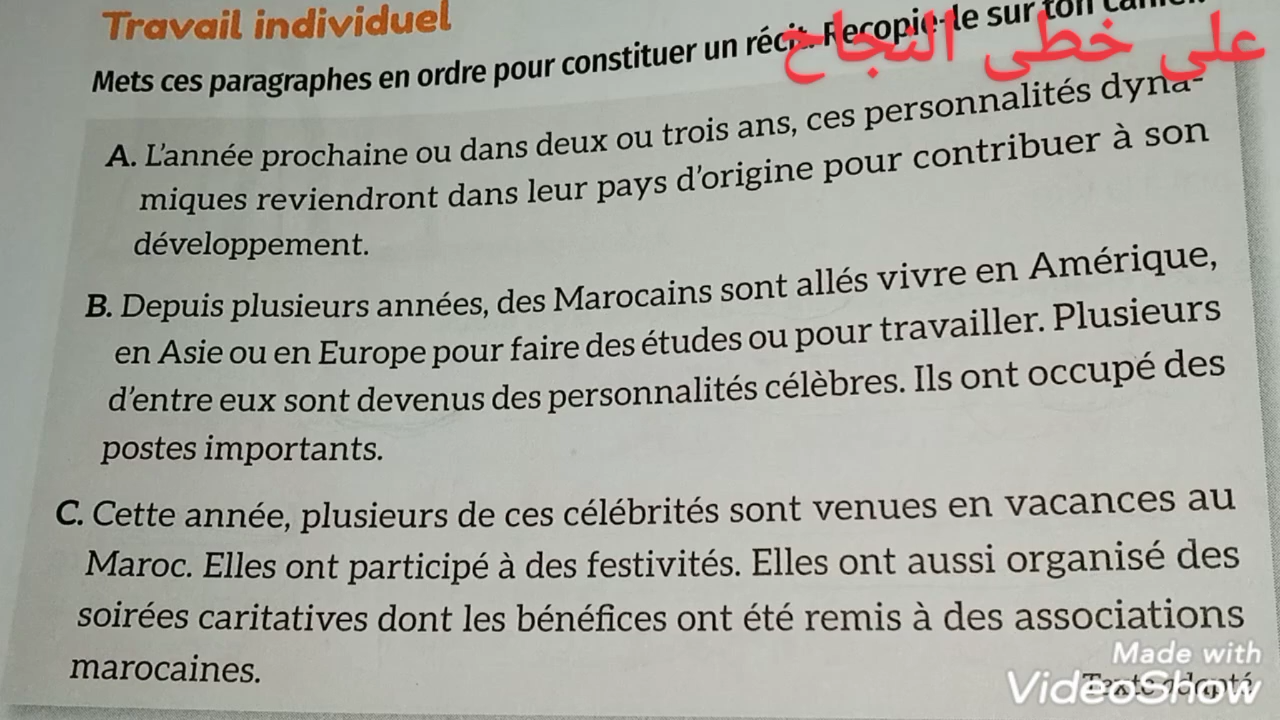 Travail individuel
Mets ces paragraphes en ordre pour constituer un récit. Recopie-le sur ton
على خطى النجاح
A. L'année prochaine ou dans deux ou trois ans, ces personnalités dyna-
miques reviendront dans leur pays d'origine pour contribuer à son
développement.
B. Depuis plusieurs années, des Marocains sont allés vivre en Amérique,
en Asie ou en Europe pour faire des études ou pour travailler. Plusieurs
d'entre eux sont devenus des personnalités célèbres. Ils ont occupé des
postes importants.
C. Cette année, plusieurs de ces célébrités sont venues en vacances au
Maroc. Elles ont participé à des festivités. Elles ont aussi organisé des
soirées caritatives dont les bénéfices ont été remis à des associations
marocaines.
Made with
VideoShow
Texte adapté